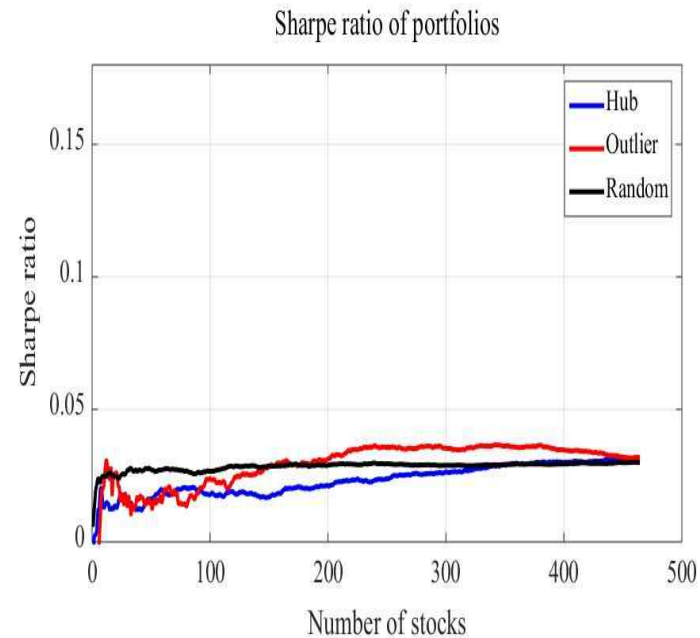 Sharpe ratio of portfolios
Hub
Outlier
Random
0.15
0.1
0.05
0
Sharpe ratio
0 100 200 300 400 500
Number of stocks